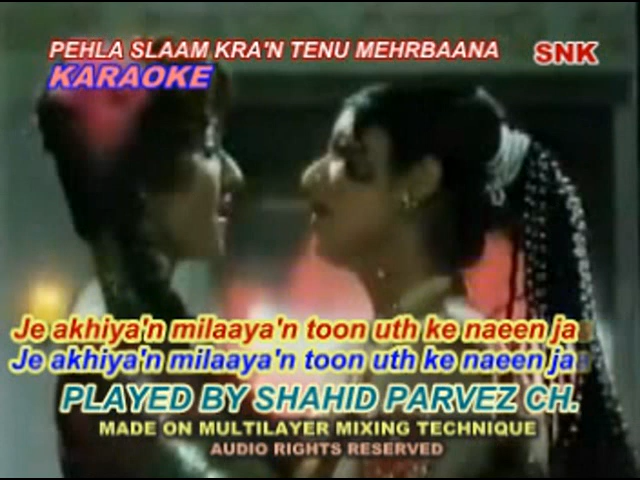 PEHLA SLAAM KRA'N TENU MEHRBAANA
SNK
KARAOKE
Je akhiya'n milaaya'n toon uth ke naeen ja
Je akhiya'n milaaya'n toon uth ke naeen ja
PLAYED BY SHAHID PARVEZ CH.
MADE ON MULTILAYER MIXING TECHNIQUE
AUDIO RIGHTS RESERVED